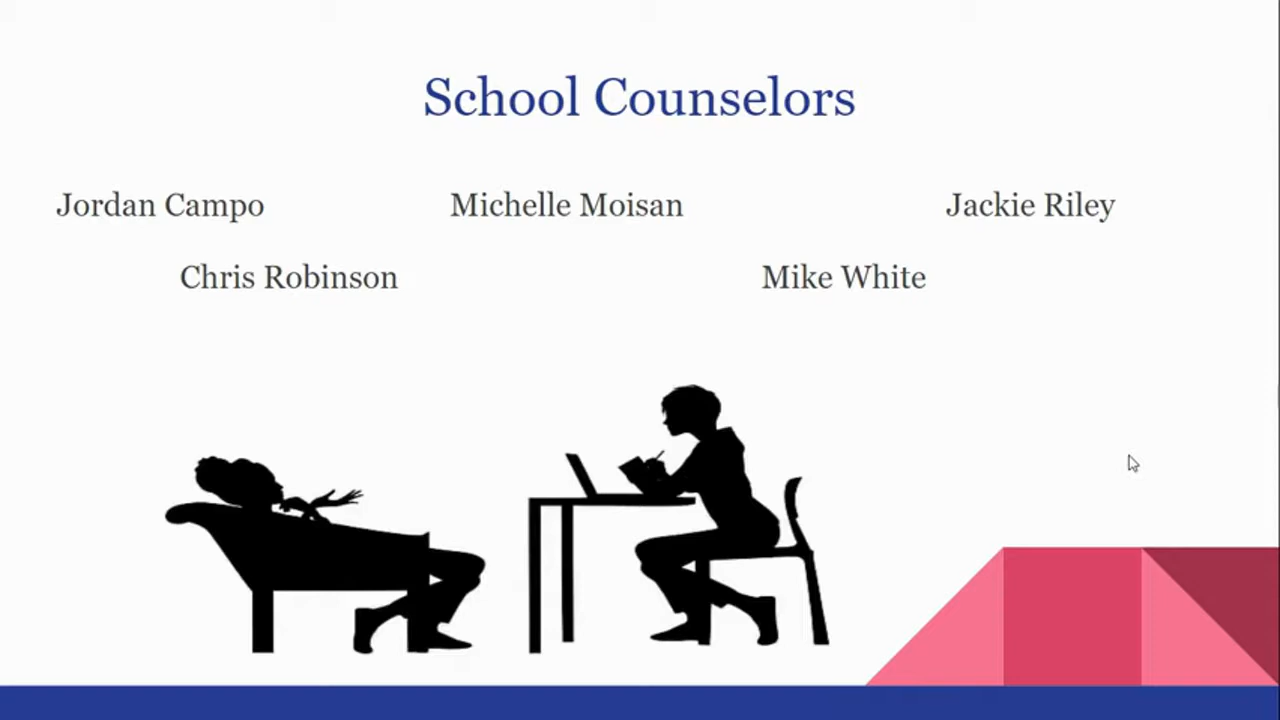 School Counselors
Jordan Campo Michelle Moisan Jackie Riley
Chris Robinson Mike White